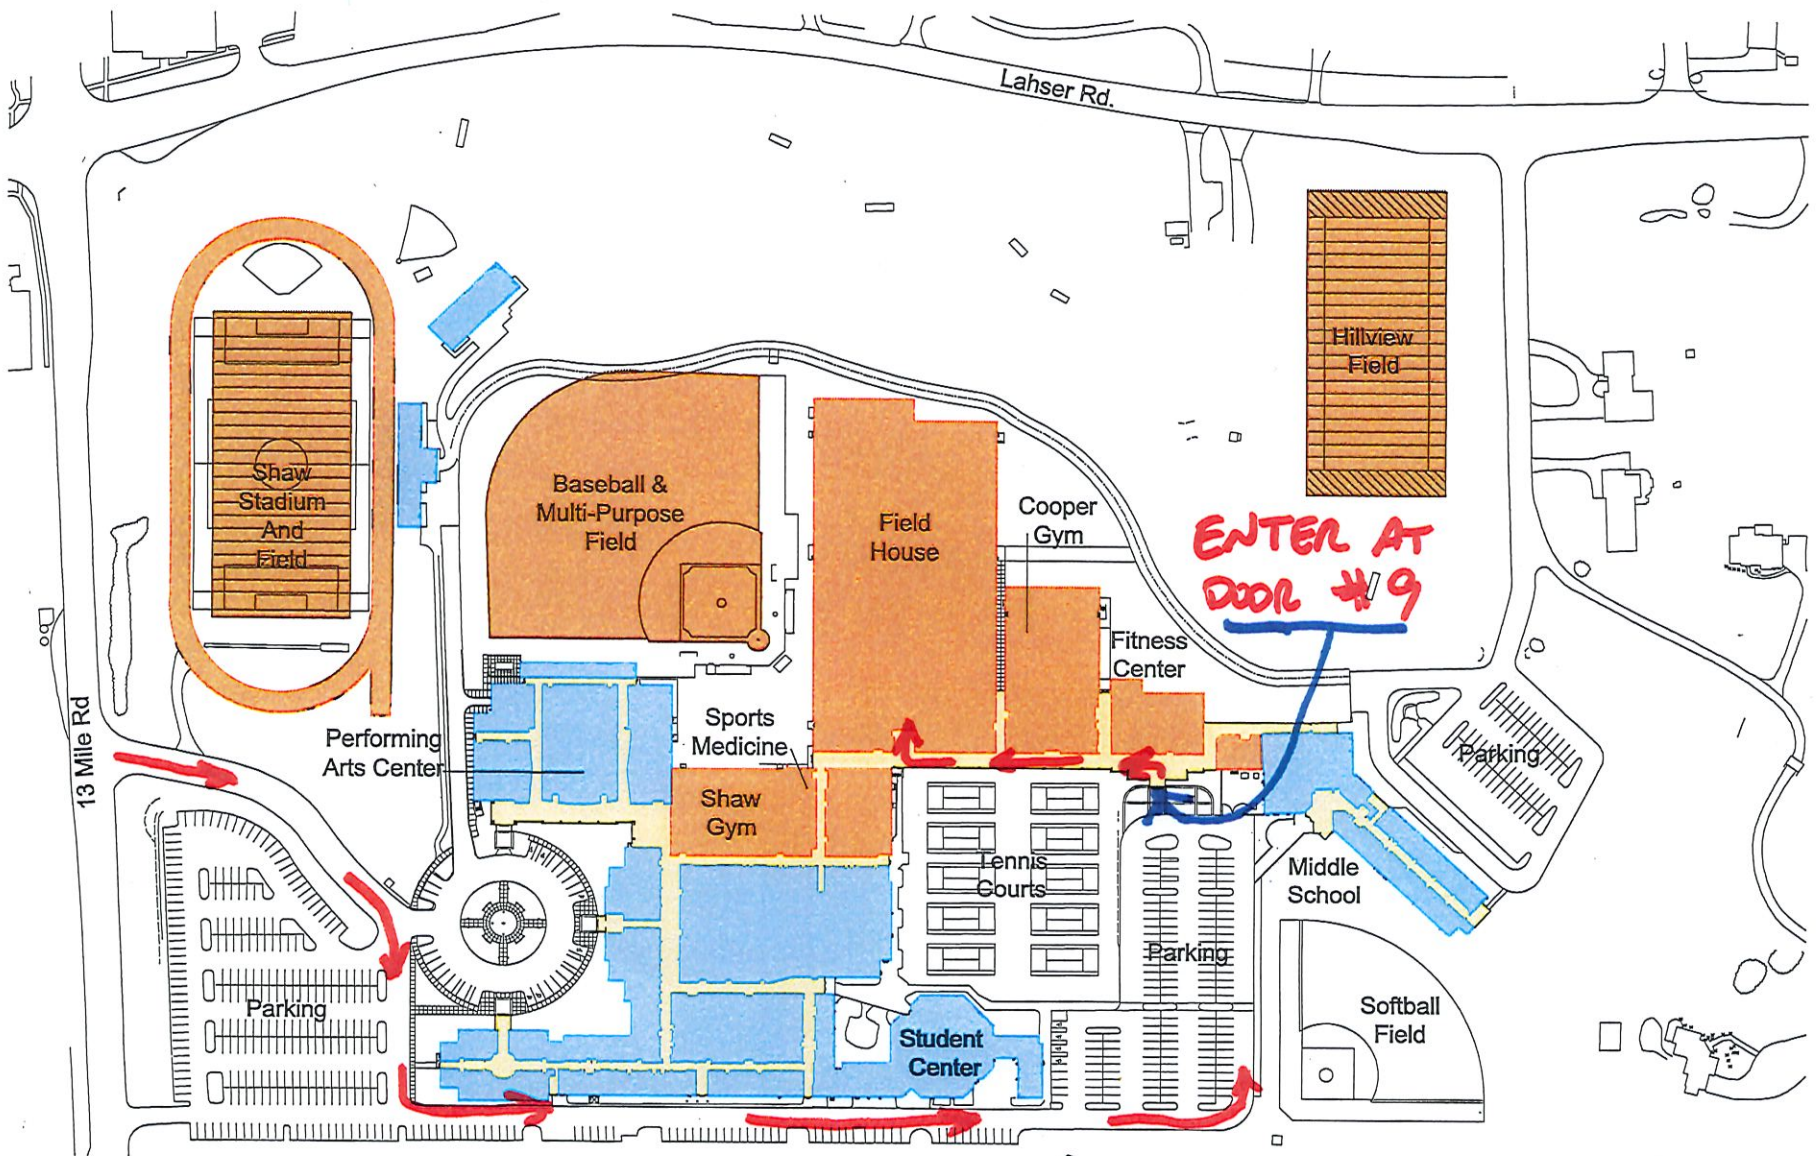 Lahser Rd.
Hillview
Field
Shaw
Stadium
And
Field
Baseball &
Multi-Purpose
Field
Field
House
Cooper
Gym
ENTER AT
DOOR #9
Fitness
Center
13 Mile Rd
Performing
Arts Center
Sports
Medicine
Shaw
Gym
Parking
Tennis
Courts
Middle
School
Parking
Parking
Softball
Field
Student
Center